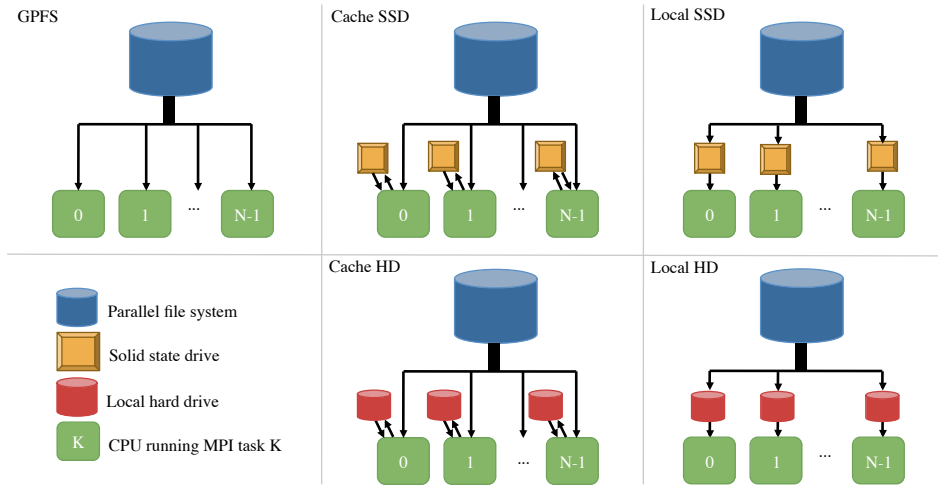 GPFS
0
1
...
N-1
Cache SSD
0
1
...
N-1
Local SSD
0
1
...
N-1
Parallel file system
Solid state drive
Local hard drive
K
CPU running MPI task K
Cache HD
0
1
...
N-1
Local HD
0
1
...
N-1